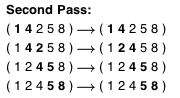 Second Pass:
( 1 4 2 5 8 ) ⟶ ( 1 4 2 5 8 )
( 1 4 2 5 8 ) ⟶ ( 1 2 4 5 8 )
( 1 2 4 5 8 ) ⟶ ( 1 2 4 5 8 )
( 1 2 4 5 8 ) ⟶ ( 1 2 4 5 8 )